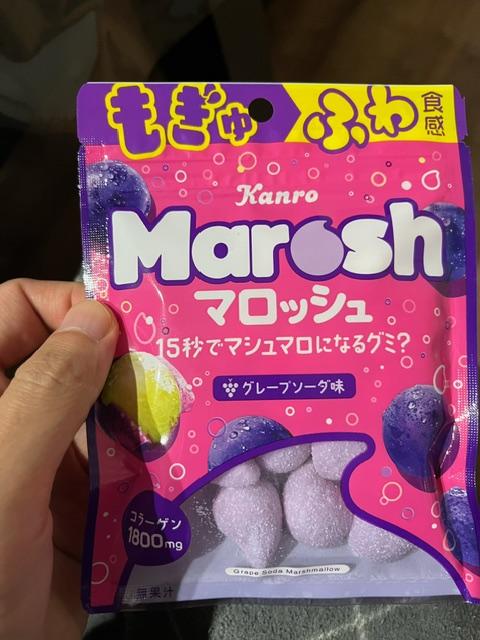 もぎゅ ふわ 食感
Kanro
Marosh
マロッシュ
15秒でマシュマロになるグミ?
グレープソーダ味
コラーゲン
1800mg
Grape Soda Marshmallow
無果汁